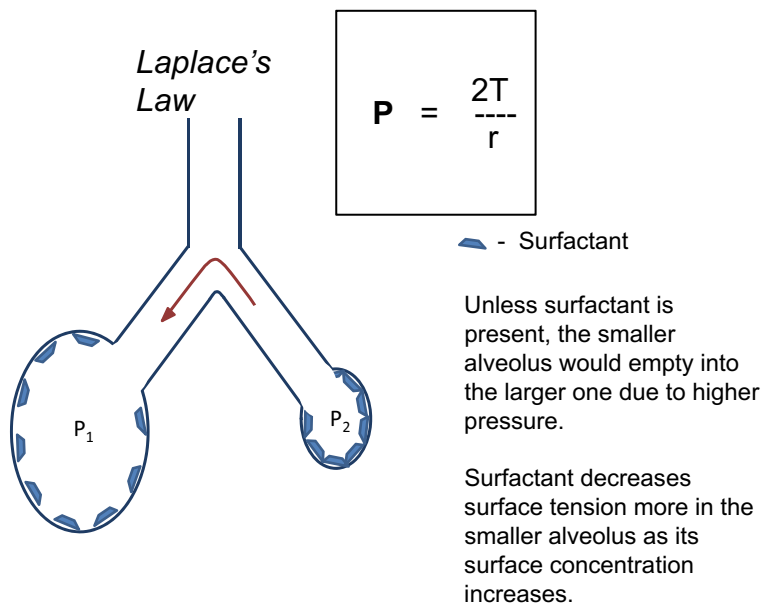 Laplace's
Law
P = 2T
----
r
- Surfactant
Unless surfactant is
present, the smaller
alveolus would empty into
the larger one due to higher
pressure.
Surfactant decreases
surface tension more in the
smaller alveolus as its
surface concentration
increases.
P₁
P₂